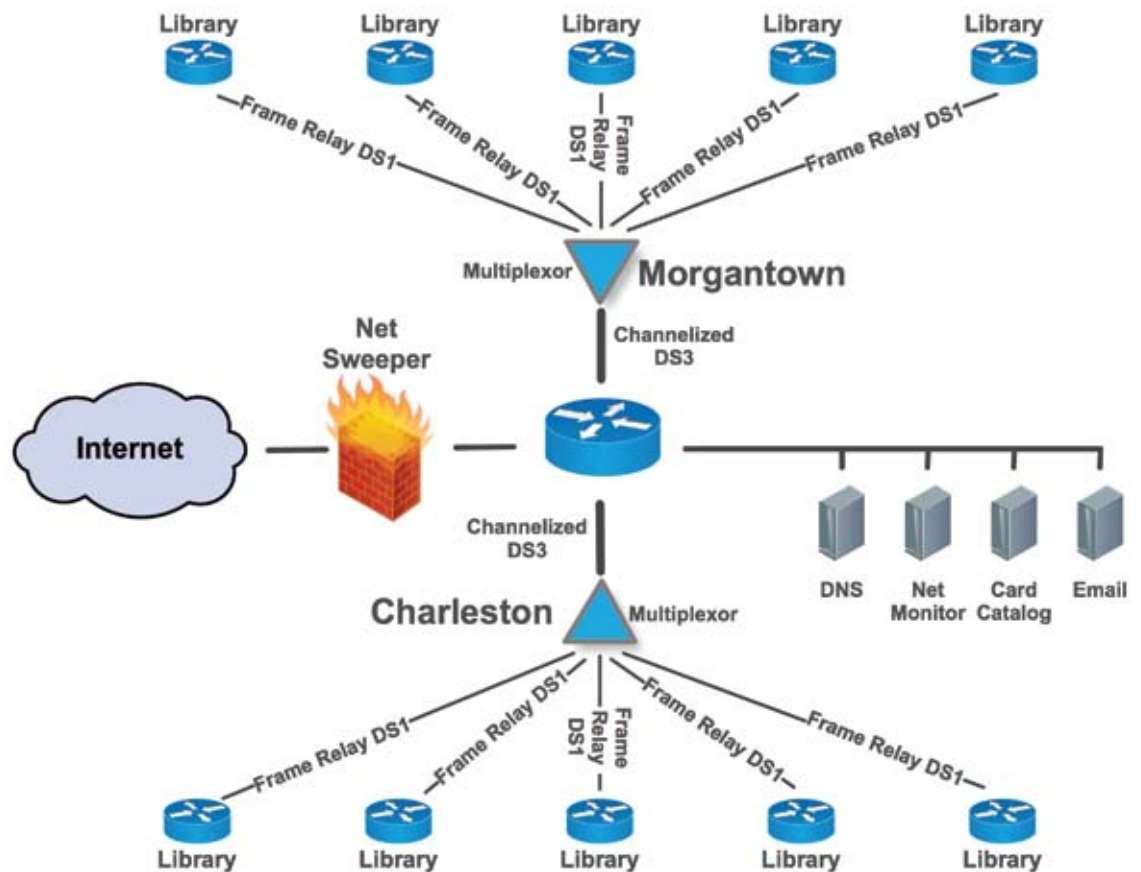 Library
Library
Library
Library
Library
Frame Relay DS1
Frame Relay DS1
Frame
Relay
DS1
Frame Relay DS1
Frame Relay DS1
Multiplexor
Morgantown
Channelized
DS3
Net
Sweeper
Internet
Channelized
DS3
DNS
Net
Monitor
Card
Catalog
Email
Charleston
Multiplexor
Frame Relay DS1
Frame Relay DS1
Frame
Relay
DS1
Frame Relay DS1
Frame Relay DS1
Library
Library
Library
Library
Library